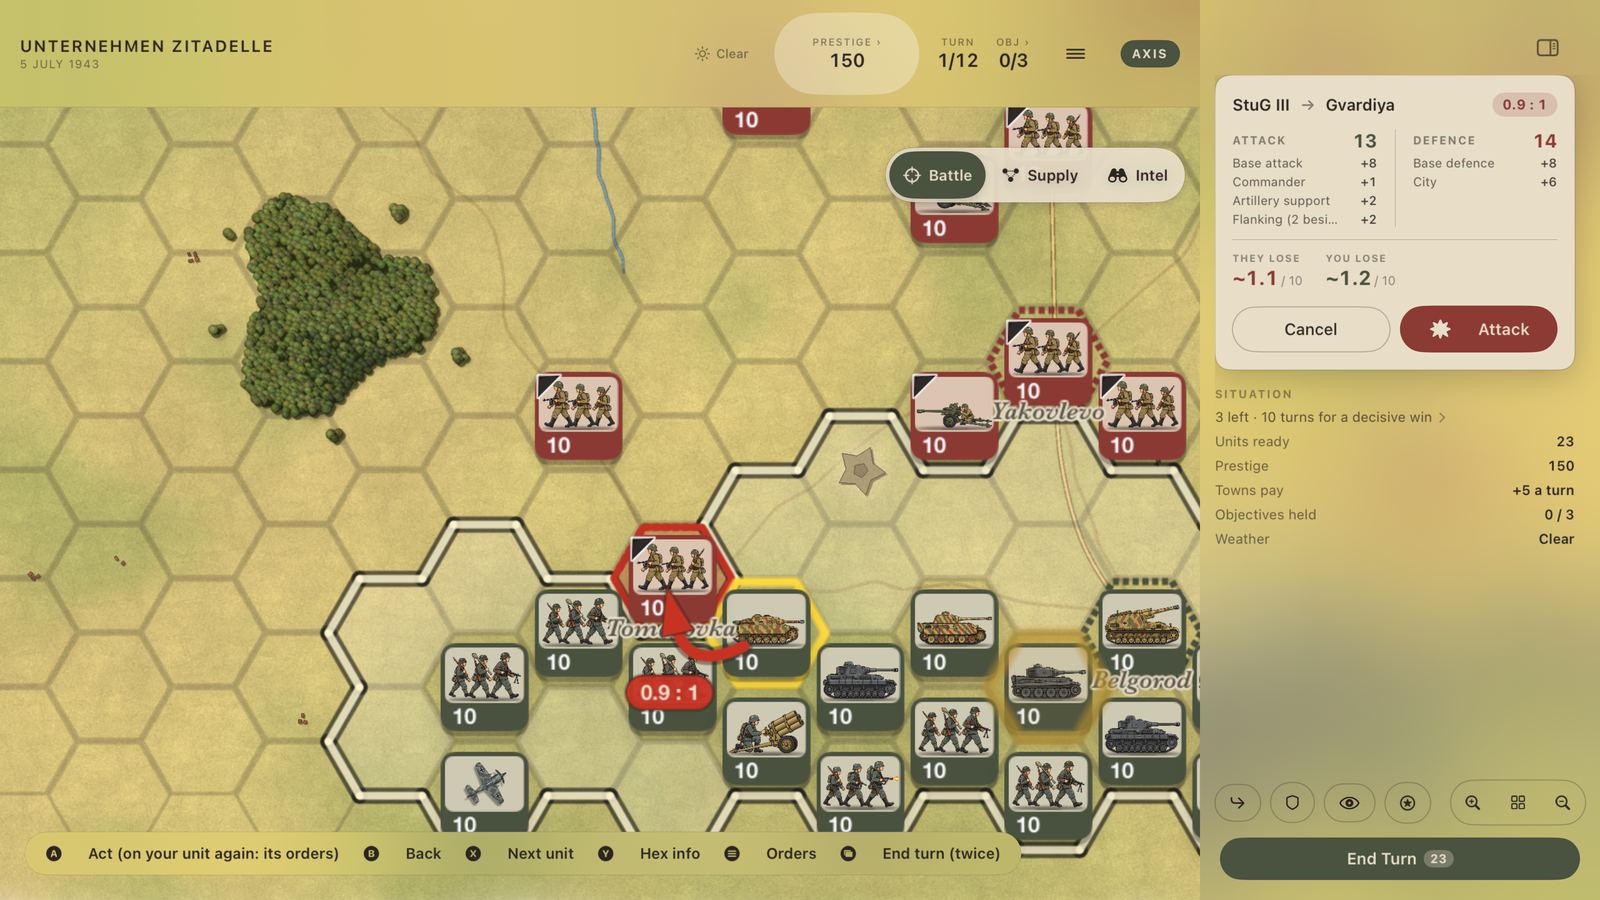 UNTERNEHMEN ZITADELLE
5 JULY 1943
Clear
PRESTIGE ›
150
TURN
1/12
OBJ ›
0/3
AXIS
Battle
Supply
Intel
10
10
10
Yakovlevo
10
10
10
10
10
Belgorod
10
10
10
10
10
10
0.9 : 1
10
10
10
10
10
10
10
10
StuG III → Gvardiya
0.9 : 1
ATTACK 13
Base attack +8
Commander +1
Artillery support +2
Flanking (2 besi... +2
DEFENCE 14
Base defence +8
City +6
THEY LOSE
~1.1 / 10
YOU LOSE
~1.2 / 10
Cancel
Attack
SITUATION
3 left · 10 turns for a decisive win ›
Units ready 23
Prestige 150
Towns pay +5 a turn
Objectives held 0 / 3
Weather Clear
A Act (on your unit again: its orders)
B Back
X Next unit
Y Hex info
Orders
End turn (twice)
End Turn 23